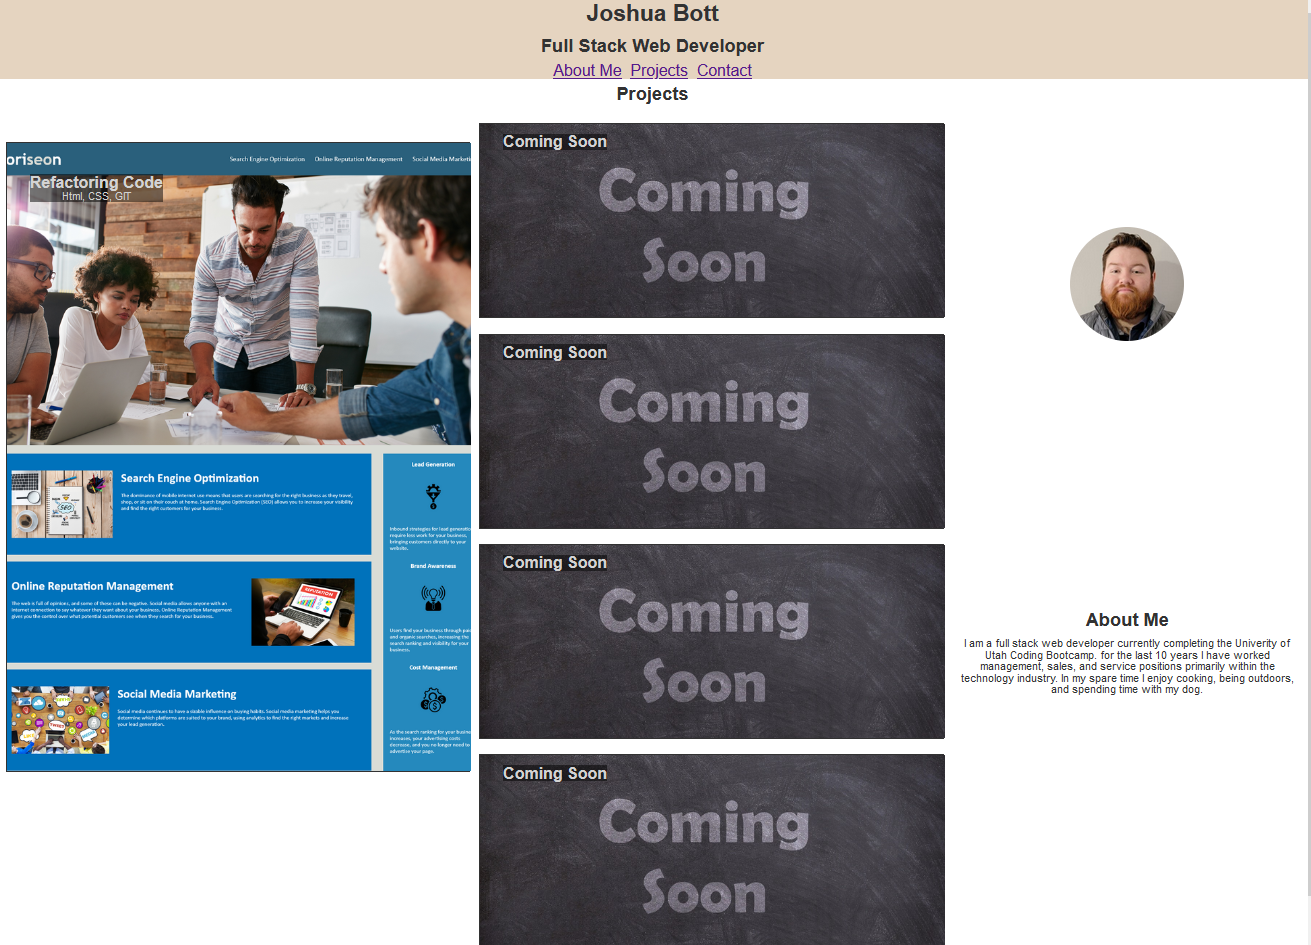 Joshua Bott
Full Stack Web Developer
About Me Projects Contact
Projects
oriseon
Search Engine Optimization Online Reputation Management Social Media Marketi
Refactoring Code
Html, CSS, GIT
Search Engine Optimization
The dominance of mobile internet use means that users are searching for the right business as they travel,
shop, or sit on their couch at home. Search Engine Optimization (SEO) allows you to increase your visibility
and find the right customers for your business.
Online Reputation Management
The web is full of opinions, and some of these can be negative. Social media allows anyone with an
internet connection to say whatever they want about your business. Online Reputation Management
gives you the control over what potential customers see when they search for your business.
Social Media Marketing
Social media continues to have a sizable influence on buying habits. Social media marketing helps you
determine which platforms are suited to your brand, using analytics to find the right markets and increase
your lead generation.
Lead Generation
Inbound strategies for lead generatio
require less work for your business,
bringing customers directly to your
website.
Brand Awareness
Users find your business through pai
and organic searches, increasing the
search ranking and visibility for your
business.
Cost Management
As the search ranking for your busine
increases, your advertising costs
decrease, and you no longer need to
advertise your page.
SEO
REPUTATION
Coming Soon
Coming
Soon
Coming Soon
Coming
Soon
Coming Soon
Coming
Soon
Coming Soon
Coming
Soon
About Me
I am a full stack web developer currently completing the Univerity of
Utah Coding Bootcamp. for the last 10 years I have worked
management, sales, and service positions primarily within the
technology industry. In my spare time I enjoy cooking, being outdoors,
and spending time with my dog.